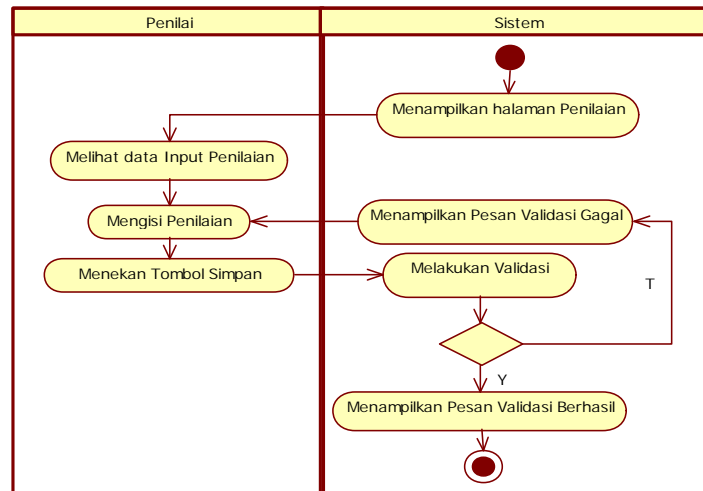 Penilai
Sistem
Menampilkan halaman Penilaian
Melihat data Input Penilaian
Mengisi Penilaian
Menampilkan Pesan Validasi Gagal
Menekan Tombol Simpan
Melakukan Validasi
T
Y
Menampilkan Pesan Validasi Berhasil